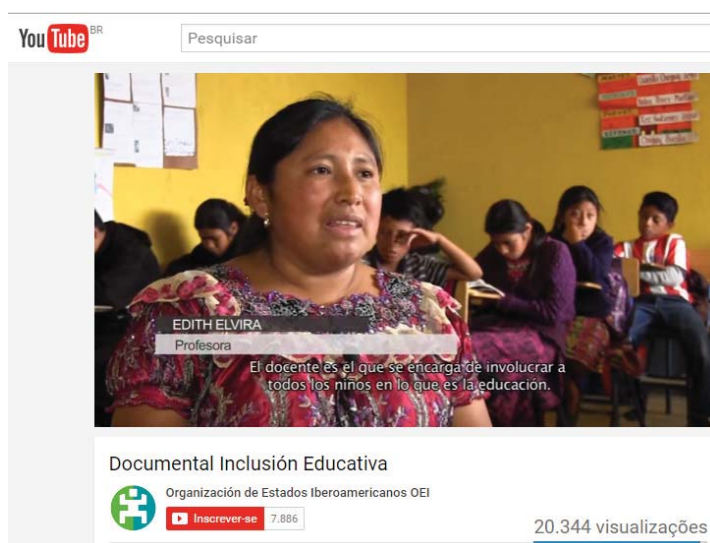 YouTube BR
Pesquisar
EDITH ELVIRA
Profesora
El docente es el que se encarga de involucrar a
todos los niños en lo que es la educación.
Documental Inclusión Educativa
Organización de Estados Iberoamericanos OEI
Inscrever-se 7.886
20.344 visualizações